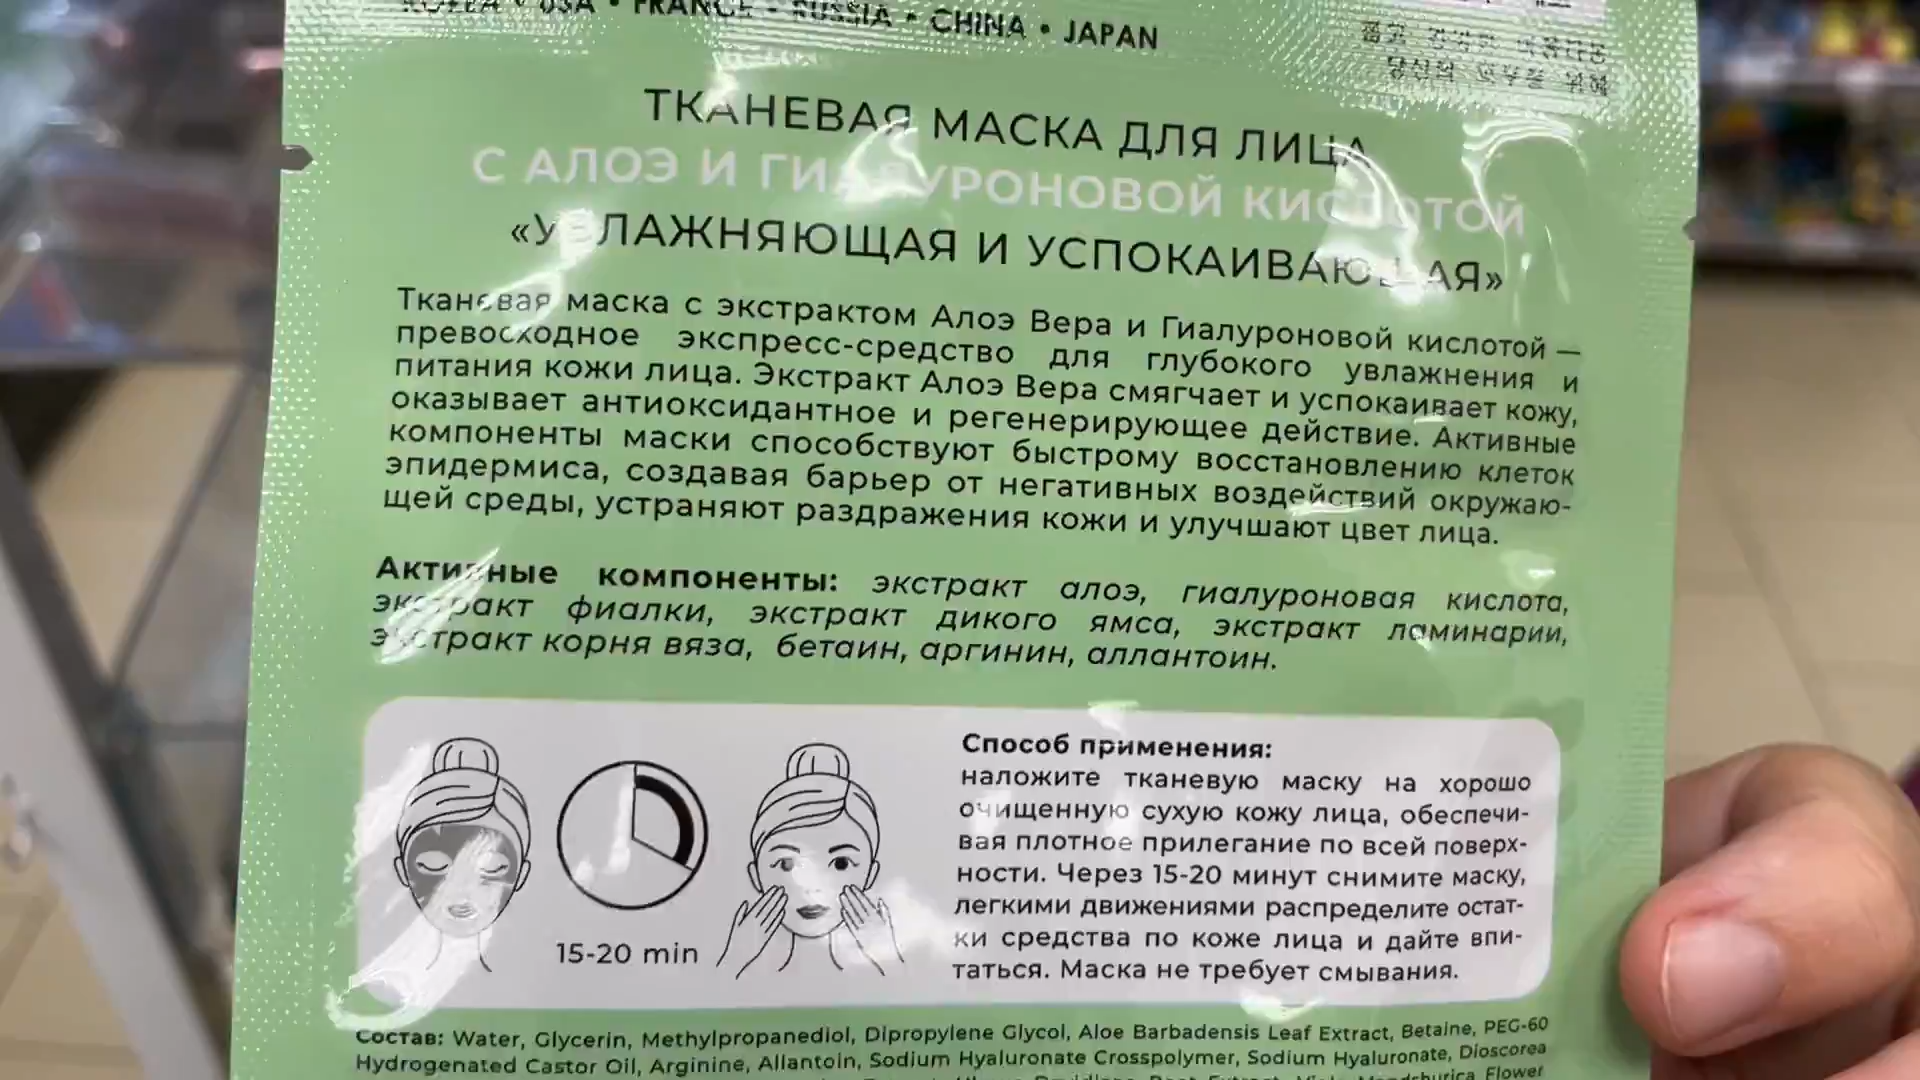 KOREA • USA • FRANCE • RUSSIA • CHINA • JAPAN
ТКАНЕВАЯ МАСКА ДЛЯ ЛИЦА
С АЛОЭ И ГИАЛУРОНОВОЙ КИСЛОТОЙ
«УВЛАЖНЯЮЩАЯ И УСПОКАИВАЮЩАЯ»
Тканевая маска с экстрактом Алоэ Вера и Гиалуроновой кислотой —
превосходное экспресс-средство для глубокого увлажнения и
питания кожи лица. Экстракт Алоэ Вера смягчает и успокаивает кожу,
оказывает антиоксидантное и регенерирующее действие. Активные
компоненты маски способствуют быстрому восстановлению клеток
эпидермиса, создавая барьер от негативных воздействий окружаю-
щей среды, устраняют раздражения кожи и улучшают цвет лица.
Активные компоненты: экстракт алоэ, гиалуроновая кислота,
экстракт фиалки, экстракт дикого ямса, экстракт ламинарии,
экстракт корня вяза, бетаин, аргинин, аллантоин.
15-20 min
Способ применения:
наложите тканевую маску на хорошо
очищенную сухую кожу лица, обеспечи-
вая плотное прилегание по всей поверх-
ности. Через 15-20 минут снимите маску,
легкими движениями распределите остат-
ки средства по коже лица и дайте впи-
таться. Маска не требует смывания.
Состав: Water, Glycerin, Methylpropanediol, Dipropylene Glycol, Aloe Barbadensis Leaf Extract, Betaine, PEG-60
Hydrogenated Castor Oil, Arginine, Allantoin, Sodium Hyaluronate Crosspolymer, Sodium Hyaluronate, Dioscorea
Flower